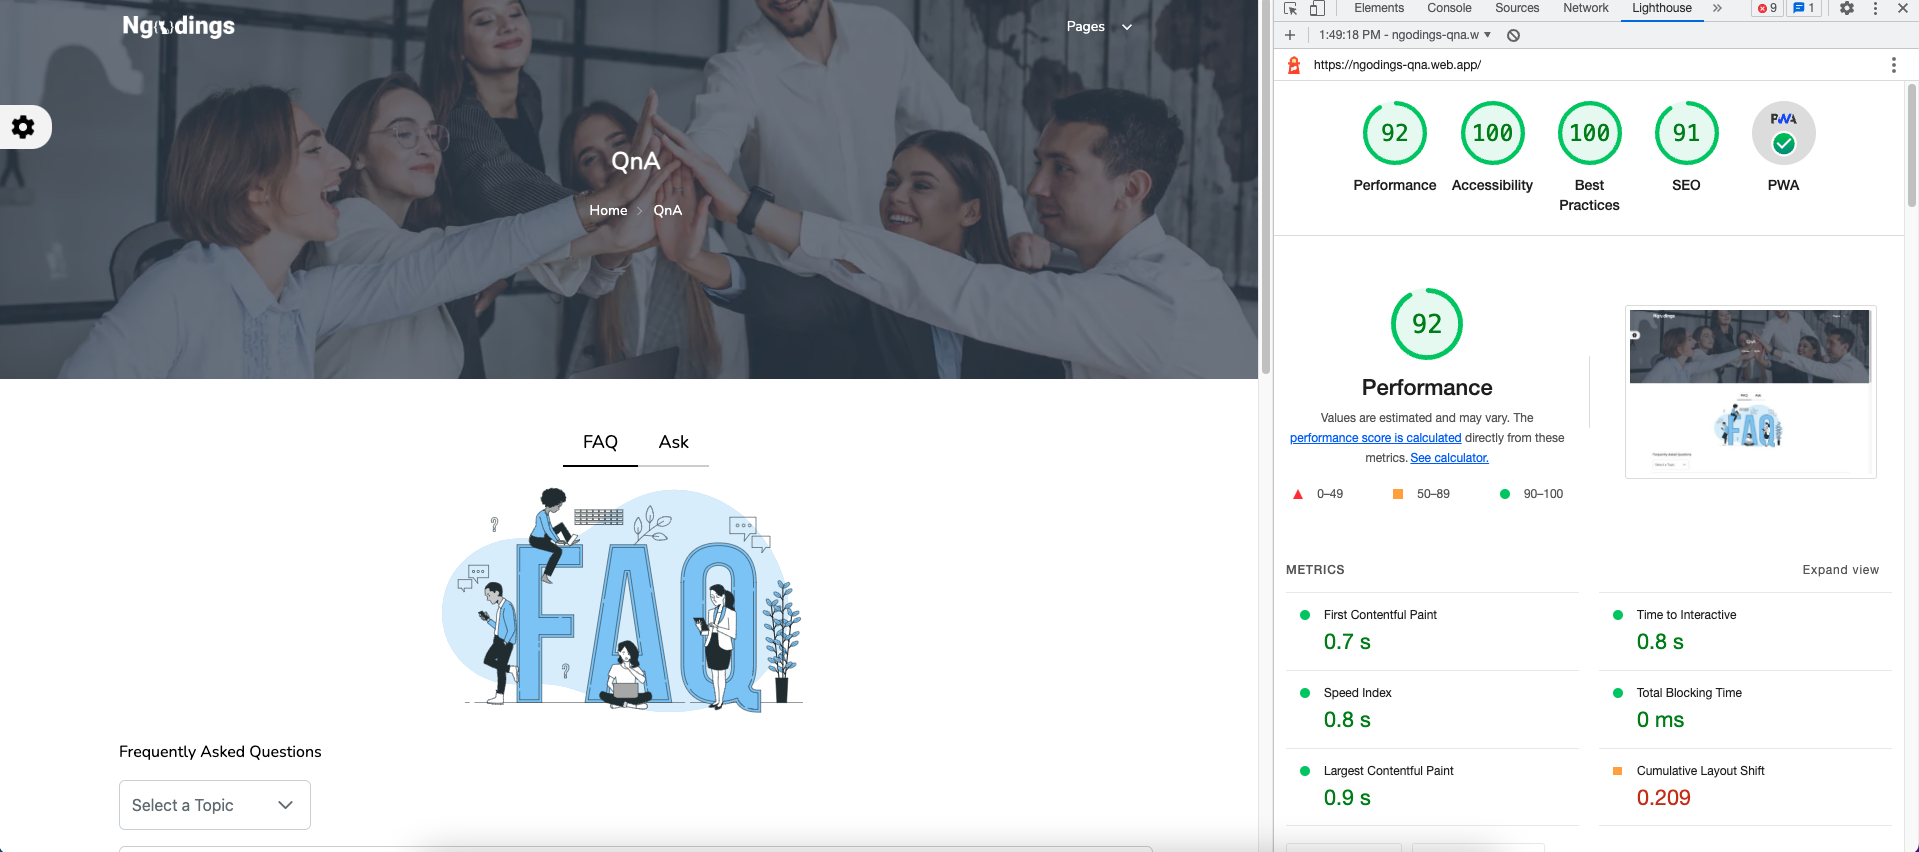 Ngodings
Pages
QnA
Home > QnA
FAQ Ask
?
FAQ
?
Frequently Asked Questions
Select a Topic
Elements Console Sources Network Lighthouse » 9 1
1:49:18 PM - ngodings-qna.w
https://ngodings-qna.web.app/
92 100 100 91 PWA
Performance Accessibility Best Practices SEO PWA
92
Performance
Values are estimated and may vary. The
performance score is calculated directly from these
metrics. See calculator.
0–49 50–89 90–100
METRICS Expand view
First Contentful Paint
0.7 s
Time to Interactive
0.8 s
Speed Index
0.8 s
Total Blocking Time
0 ms
Largest Contentful Paint
0.9 s
Cumulative Layout Shift
0.209